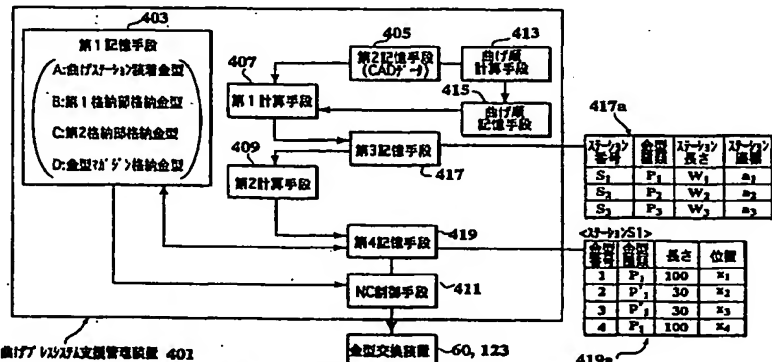 403
第1記憶手段
A:曲げステーション装着金型
B:第1格納部格納金型
C:第2格納部格納金型
D:金型マガジン格納金型
405
第2記憶手段
(CADデータ)
413
曲げ順
計算手段
407
第1計算手段
415
曲げ順
記憶手段
409
第2計算手段
第3記憶手段
417
第4記憶手段
419
NC制御手段
411
曲げプレスシステム支援管理装置 401
金型交換装置
60, 123
417a
ステーション番号 金型種類 ステーション長さ ステーション座標
S₁ P₁ W₁ a₁
S₂ P₂ W₂ a₂
S₃ P₃ W₃ a₃
<ステーションS1>
金型番号 金型種類 長さ 位置
1 P₁ 100 x₁
2 P'₁ 30 x₂
3 P'₁ 30 x₃
4 P₁ 100 x₄
419a